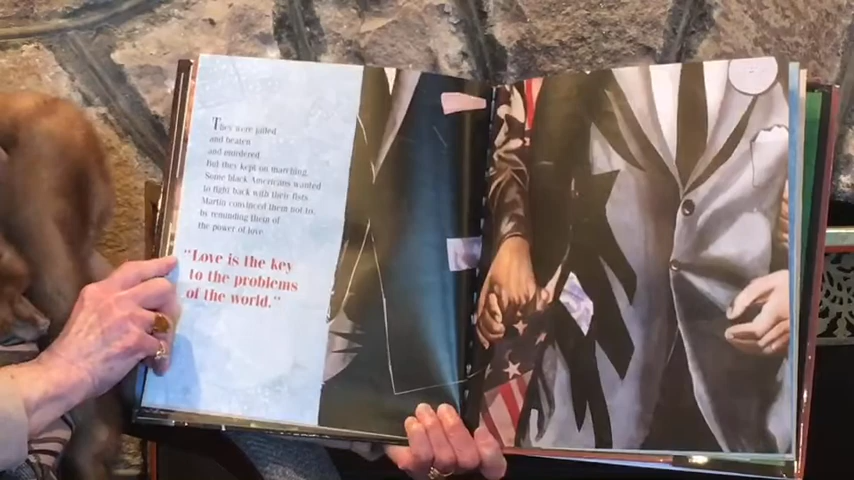 They were jailed
and beaten
and murdered.
But they kept on marching.
Some black Americans wanted
to fight back with their fists.
Martin convinced them not to,
by reminding them of
the power of love.
"Love is the key
to the problems
of the world."